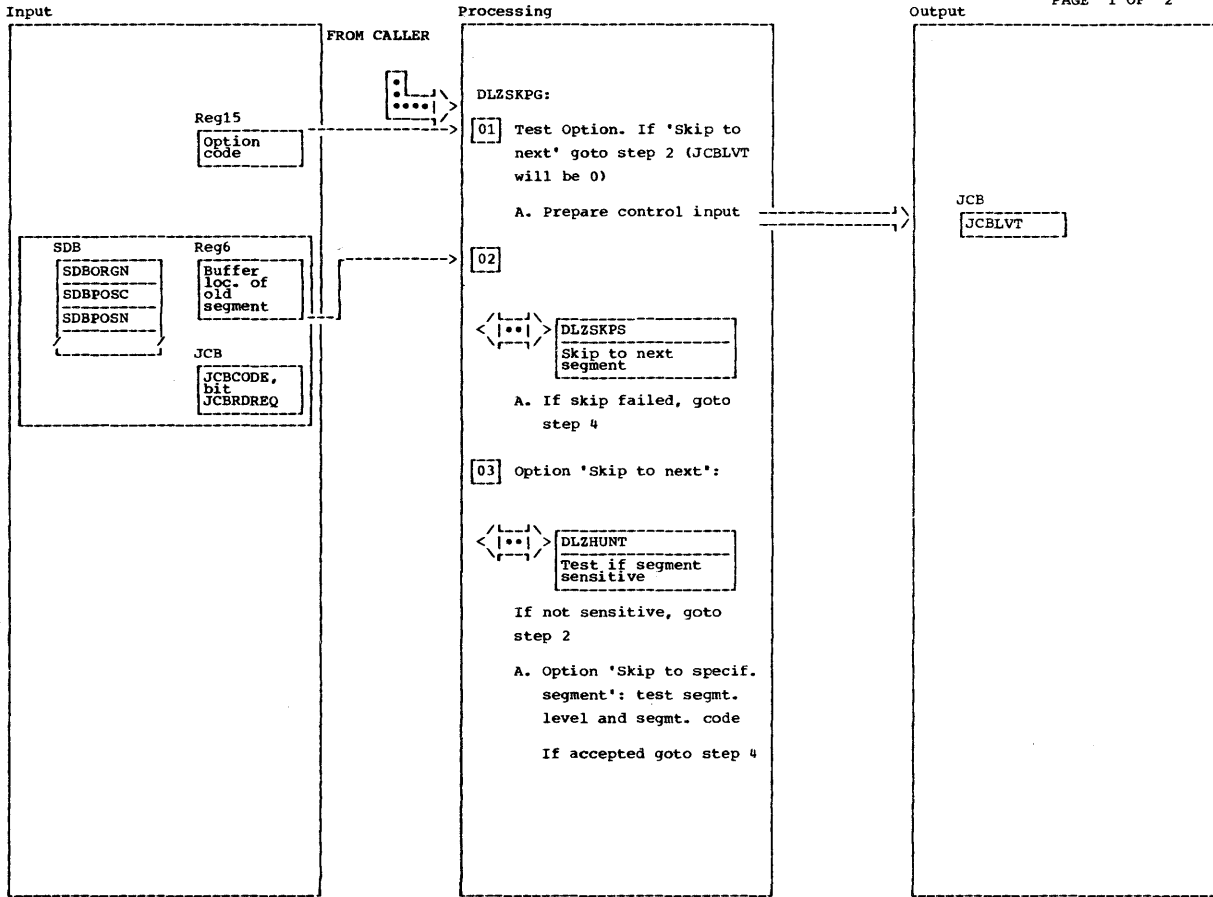 PAGE 1 OF 2
Input
Processing
Output
FROM CALLER
DLZSKPG:
Reg15
Option
code
01 Test Option. If 'Skip to
next' goto step 2 (JCBLVT
will be 0)
A. Prepare control input
JCB
JCBLVT
SDB
SDBORGN
SDBPOSC
SDBPOSN
Reg6
Buffer
loc. of
old
segment
JCB
JCBCODE,
bit
JCBRDREQ
02
DLZSKPS
Skip to next
segment
A. If skip failed, goto
step 4
03 Option 'Skip to next':
DLZHUNT
Test if segment
sensitive
If not sensitive, goto
step 2
A. Option 'Skip to specif.
segment': test segmt.
level and segmt. code
If accepted goto step 4